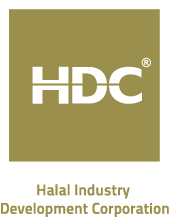 HDC®
Halal Industry
Development Corporation